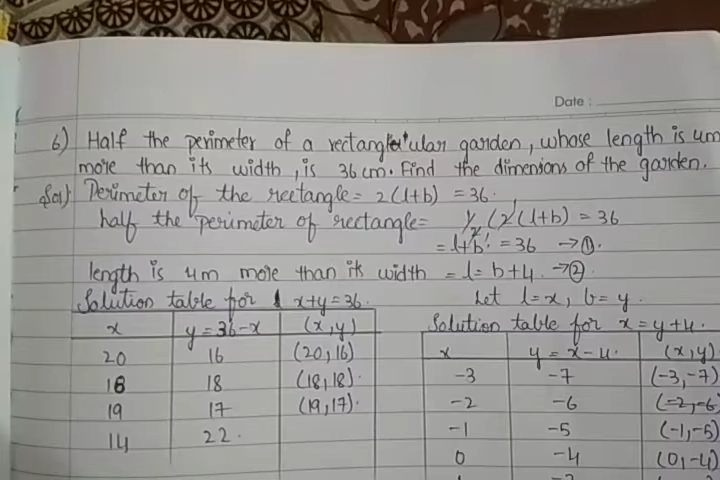 Date :
6) Half the perimeter of a rectangular garden, whose length is 4m
more than its width, is 36 cm. Find the dimensions of the garden.
Sol) Perimeter of the rectangle = 2(l+b) = 36.
half the perimeter of rectangle = 1/2 (2(l+b) = 36
= l+b = 36 → ①.
length is 4m more than its width = l = b+4. → ②.
Solution table for x+y = 36. Let l = x, b = y.
x y = 36-x (x,y) Solution table for x = y+4.
20 16 (20,16) x y = x-4. (x,y)
18 18 (18,18). -3 -7 (-3,-7)
19 17 (19,17). -2 -6 (-2,-6
14 22. -1 -5 (-1,-5)
0 -4 (0,-4)